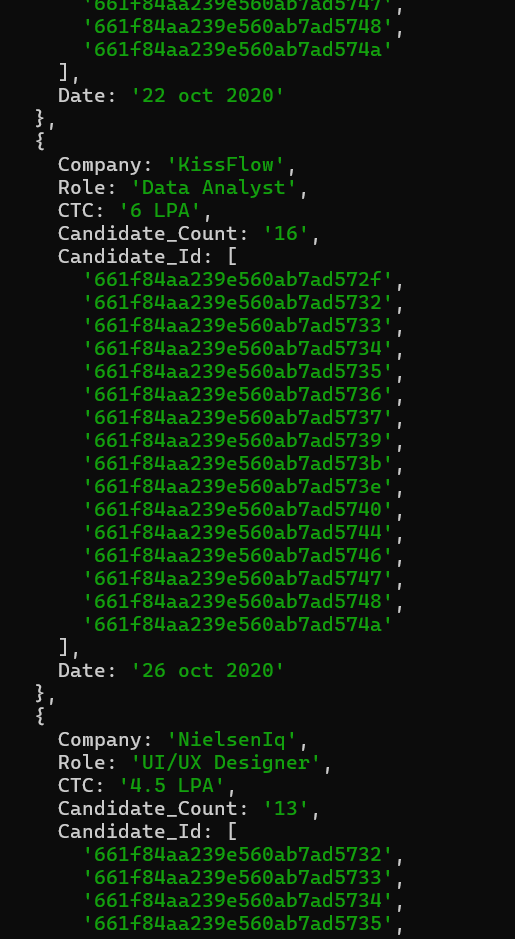 '661f84aa239e560ab7ad5747',
'661f84aa239e560ab7ad5748',
'661f84aa239e560ab7ad574a'
],
Date: '22 oct 2020'
},
{
Company: 'KissFlow',
Role: 'Data Analyst',
CTC: '6 LPA',
Candidate_Count: '16',
Candidate_Id: [
'661f84aa239e560ab7ad572f',
'661f84aa239e560ab7ad5732',
'661f84aa239e560ab7ad5733',
'661f84aa239e560ab7ad5734',
'661f84aa239e560ab7ad5735',
'661f84aa239e560ab7ad5736',
'661f84aa239e560ab7ad5737',
'661f84aa239e560ab7ad5739',
'661f84aa239e560ab7ad573b',
'661f84aa239e560ab7ad573e',
'661f84aa239e560ab7ad5740',
'661f84aa239e560ab7ad5744',
'661f84aa239e560ab7ad5746',
'661f84aa239e560ab7ad5747',
'661f84aa239e560ab7ad5748',
'661f84aa239e560ab7ad574a'
],
Date: '26 oct 2020'
},
{
Company: 'NielsenIq',
Role: 'UI/UX Designer',
CTC: '4.5 LPA',
Candidate_Count: '13',
Candidate_Id: [
'661f84aa239e560ab7ad5732',
'661f84aa239e560ab7ad5733',
'661f84aa239e560ab7ad5734',
'661f84aa239e560ab7ad5735',